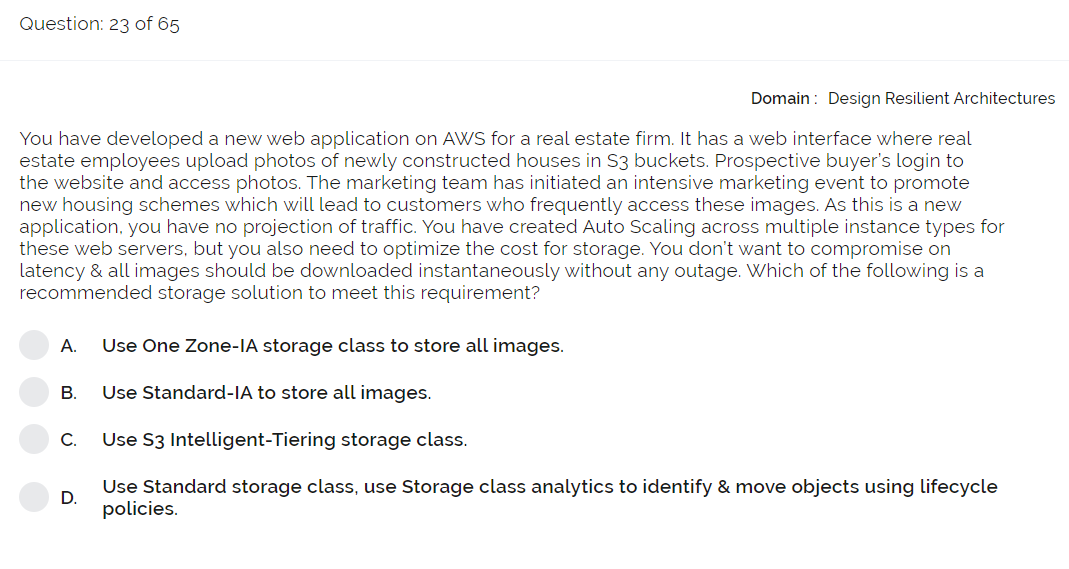 Question: 23 of 65
Domain : Design Resilient Architectures
You have developed a new web application on AWS for a real estate firm. It has a web interface where real
estate employees upload photos of newly constructed houses in S3 buckets. Prospective buyer's login to
the website and access photos. The marketing team has initiated an intensive marketing event to promote
new housing schemes which will lead to customers who frequently access these images. As this is a new
application, you have no projection of traffic. You have created Auto Scaling across multiple instance types for
these web servers, but you also need to optimize the cost for storage. You don't want to compromise on
latency & all images should be downloaded instantaneously without any outage. Which of the following is a
recommended storage solution to meet this requirement?
A. Use One Zone-IA storage class to store all images.
B. Use Standard-IA to store all images.
C. Use S3 Intelligent-Tiering storage class.
D. Use Standard storage class, use Storage class analytics to identify & move objects using lifecycle
policies.